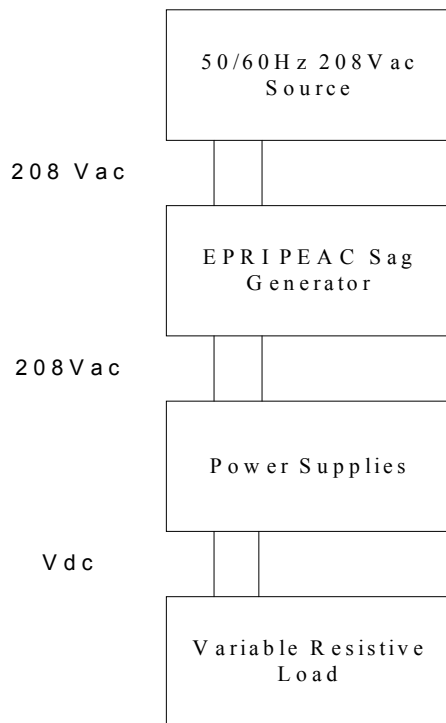 50/60Hz 208Vac
Source
208 Vac
EPRI PEAC Sag
Generator
208Vac
Power Supplies
Vdc
Variable Resistive
Load